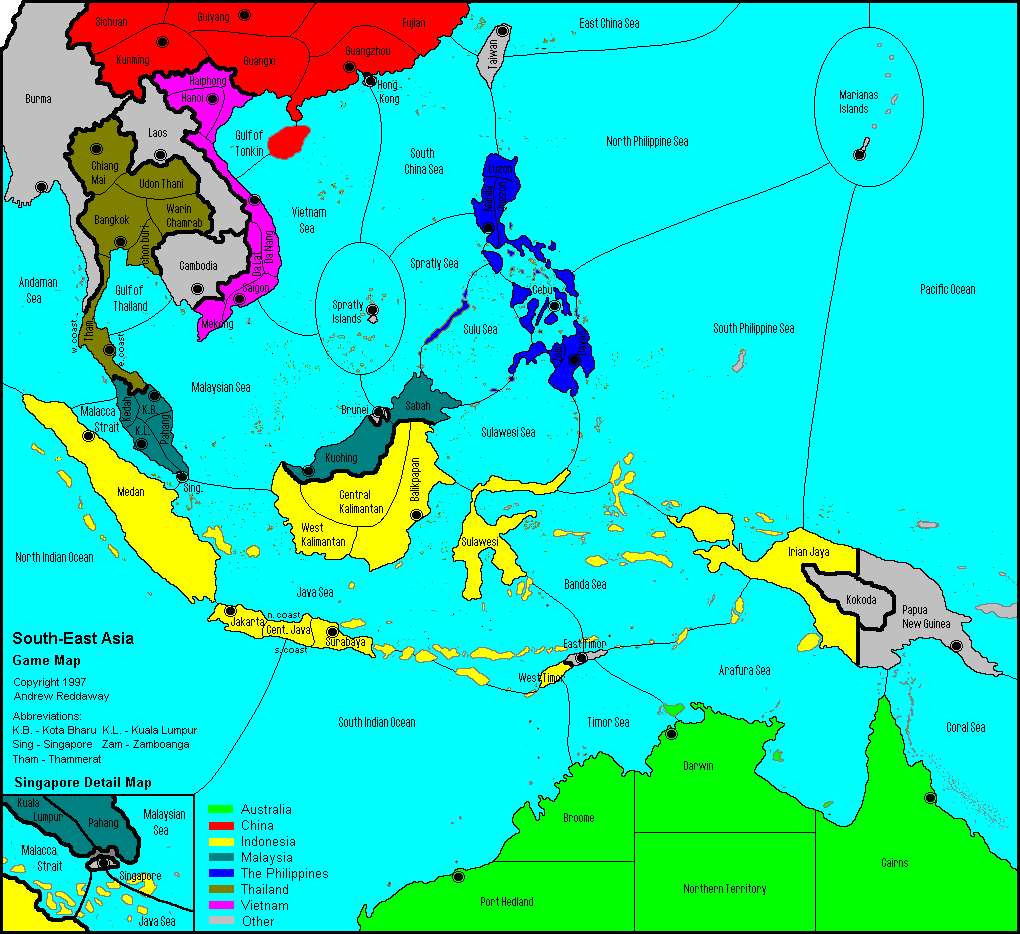 Sichuan
Guiyang
Fujian
East China Sea
Kunming
Guangxi
Guangzhou
Taiwan
Burma
Haiphong
Hanoi
Hong
Kong
Marianas
Islands
Laos
Gulf of
Tonkin
South
China Sea
North Philippine Sea
Chiang
Mai
Udon Thani
Luzon
Bangkok
Warin
Chamrab
chon buri
Vietnam
Sea
Da Lat
Da Nang
Cambodia
Spratly Sea
Andaman
Sea
Gulf of
Thailand
Saigon
Mekong
Spratly
Islands
Cebu
Pacific Ocean
Sulu Sea
South Philippine Sea
w.coast
Tham
e.coast
Malaysian Sea
Malacca
Strait
Kedah
K.B.
Pahang
K.L.
Brunei
Sabah
Sulawesi Sea
Kuching
Medan
Sing.
Central
Kalimantan
Balikpapan
West
Kalimantan
Sulawesi
North Indian Ocean
Irian Jaya
Java Sea
Banda Sea
Kokoda
Papua
New Guinea
Jakarta
n.coast
Cent. Java
Surabaya
s.coast
East Timor
West Timor
Arafura Sea
South-East Asia
Game Map
Copyright 1997
Andrew Reddaway
Abbreviations:
K.B. - Kota Bharu K.L. - Kuala Lumpur
Sing - Singapore Zam - Zamboanga
Tham - Thammerat
South Indian Ocean
Timor Sea
Coral Sea
Darwin
Singapore Detail Map
Kuala
Lumpur
Pahang
Malaysian
Sea
Malacca
Strait
Singapore
Java Sea
Australia
China
Indonesia
Malaysia
The Philippines
Thailand
Vietnam
Other
Broome
Cairns
Port Hedland
Northern Territory